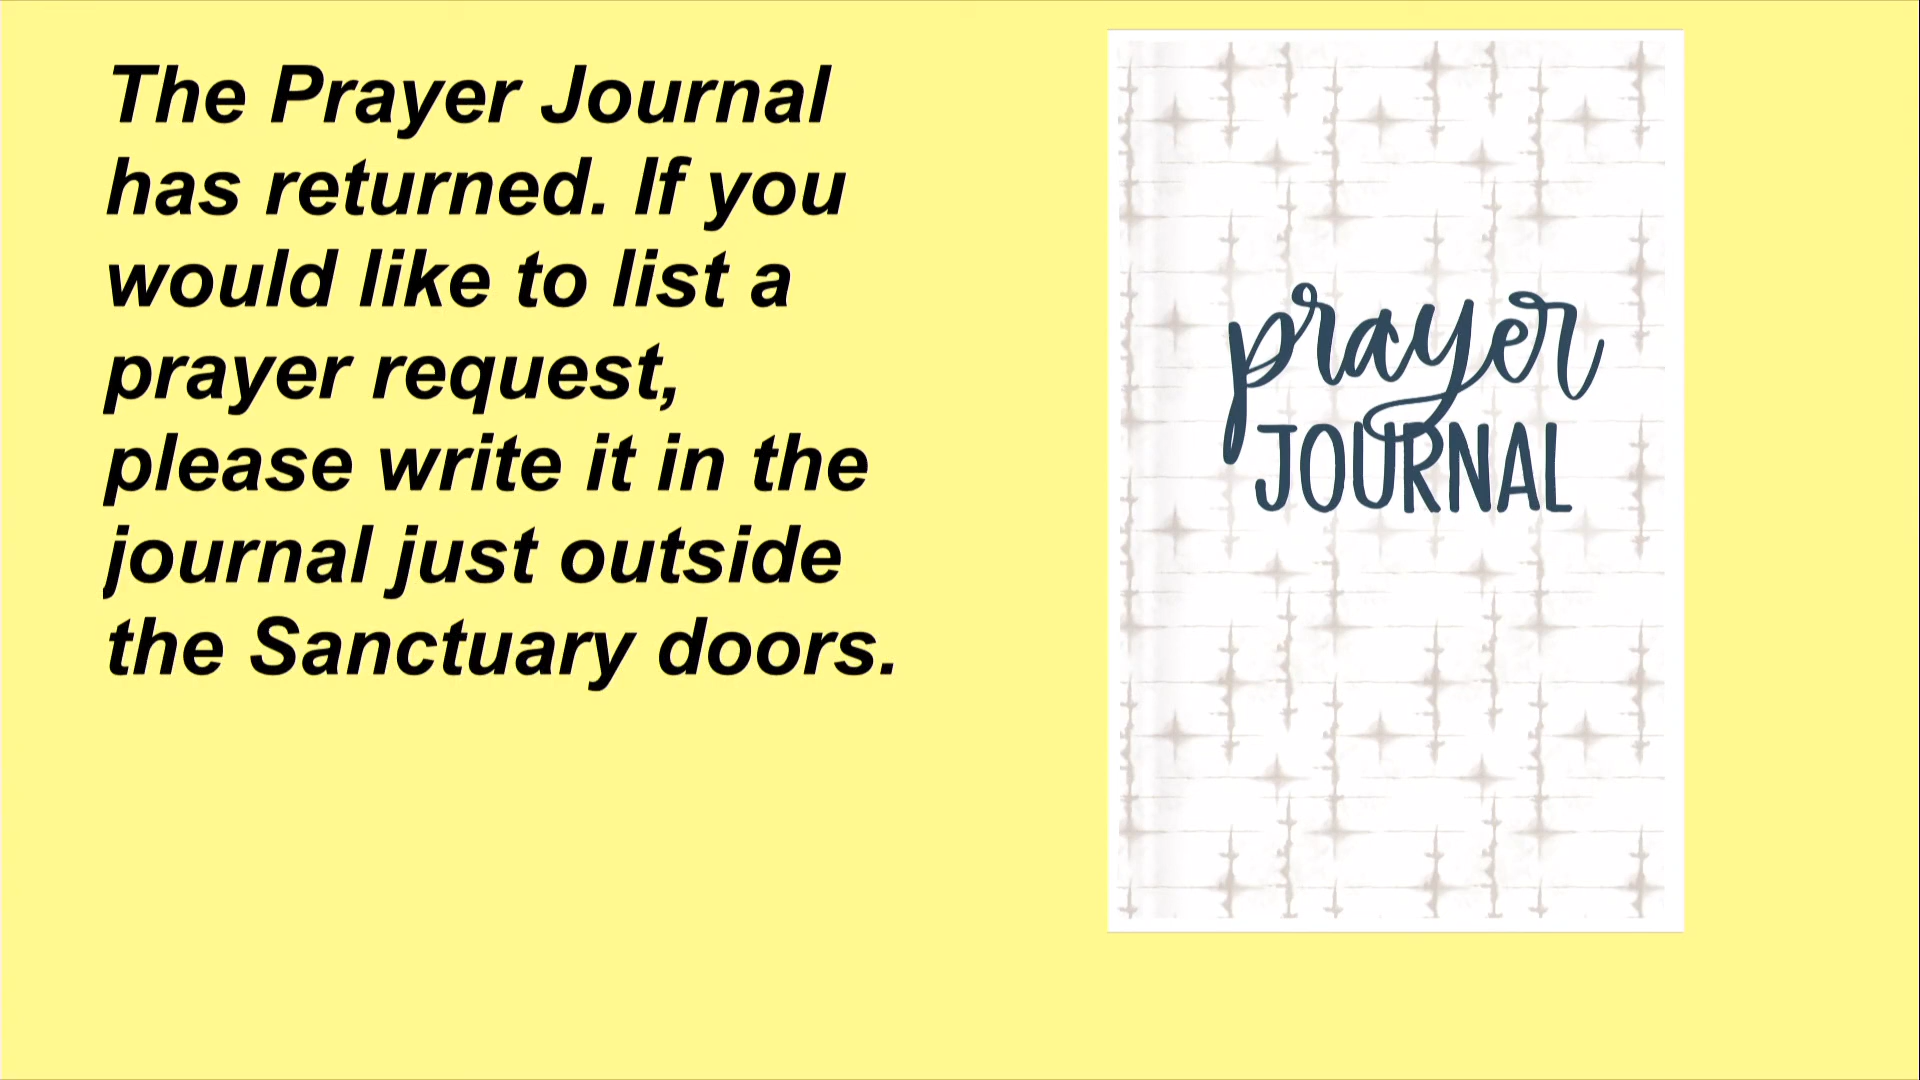 The Prayer Journal
has returned. If you
would like to list a
prayer request,
please write it in the
journal just outside
the Sanctuary doors.
prayer
JOURNAL